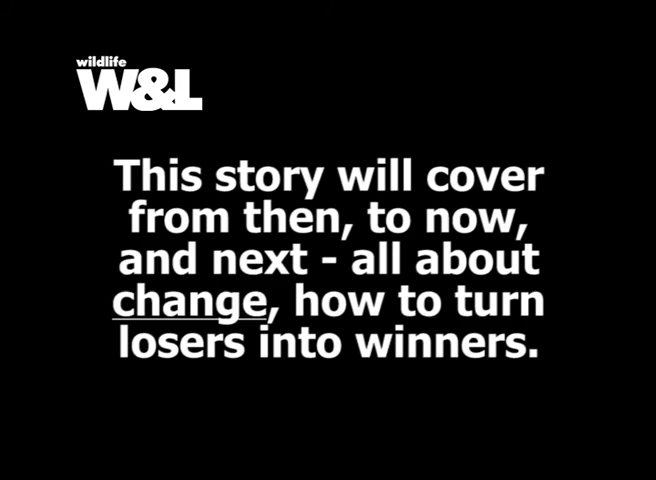 wildlife
W&L
This story will cover
from then, to now,
and next - all about
change, how to turn
losers into winners.